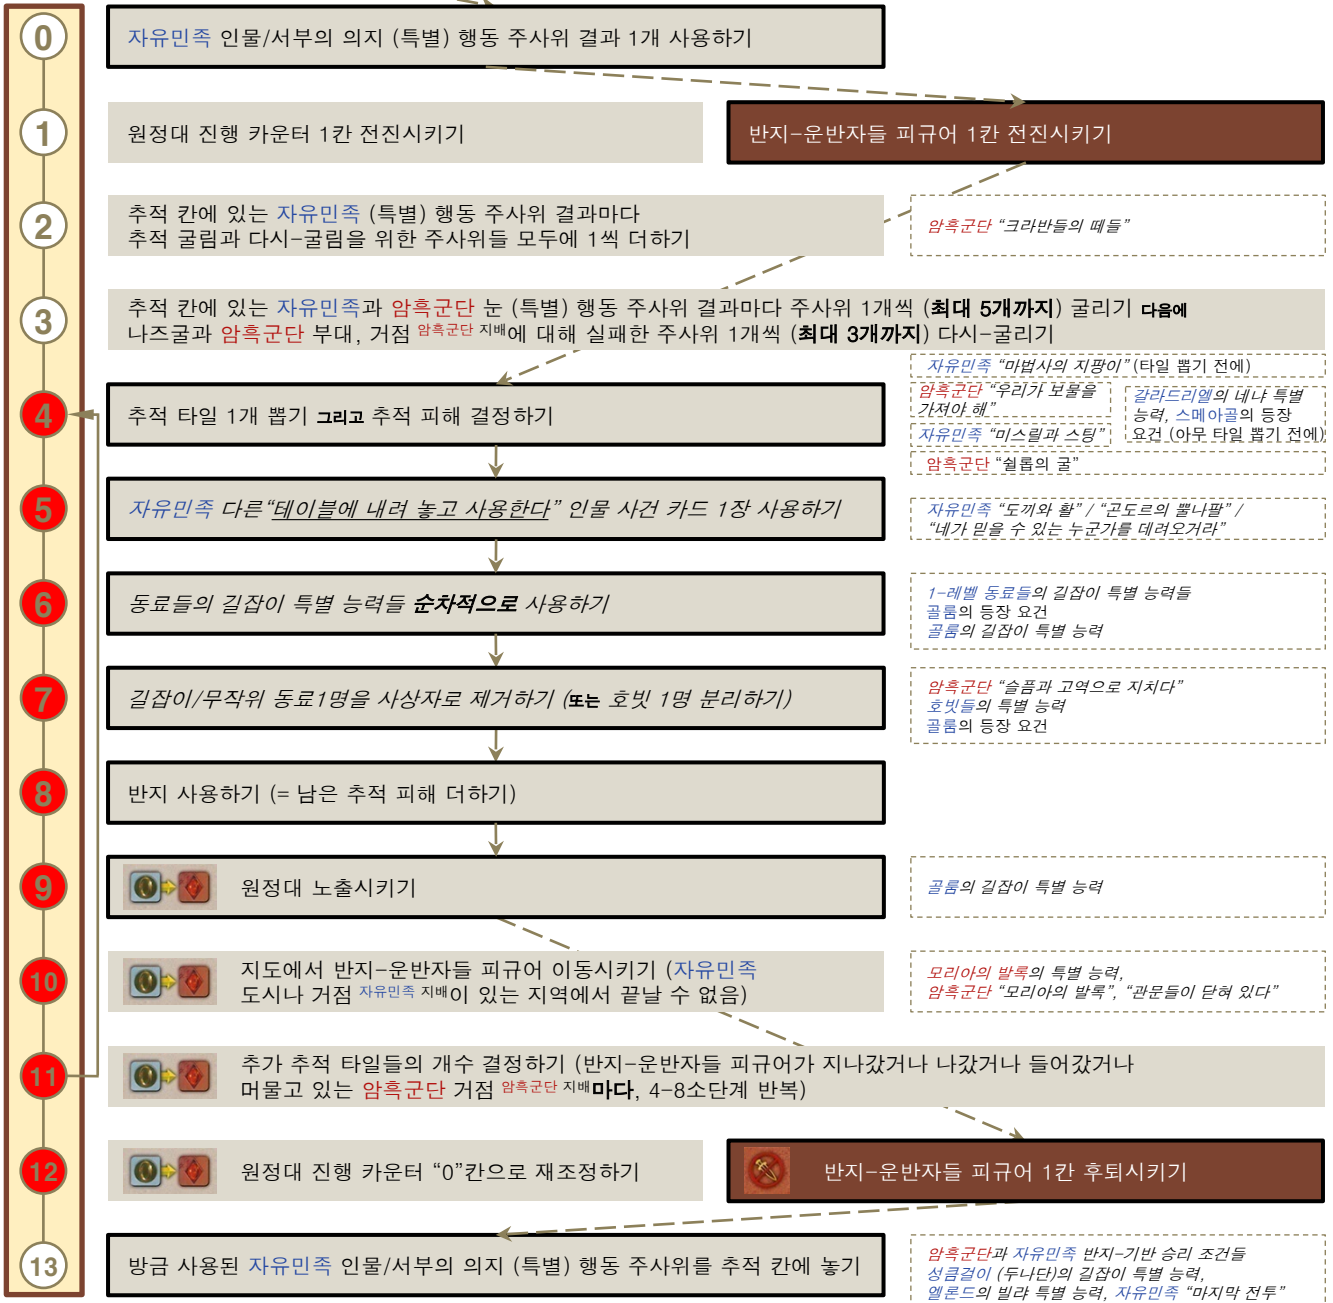 0
자유민족 인물/서부의 의지 (특별) 행동 주사위 결과 1개 사용하기
1
원정대 진행 카운터 1칸 전진시키기
반지-운반자들 피규어 1칸 전진시키기
2
추적 칸에 있는 자유민족 (특별) 행동 주사위 결과마다
추적 굴림과 다시-굴림을 위한 주사위들 모두에 1씩 더하기
암흑군단 “크라반들의 떼들”
3
추적 칸에 있는 자유민족과 암흑군단 눈 (특별) 행동 주사위 결과마다 주사위 1개씩 (최대 5개까지) 굴리기 다음에
나즈굴과 암흑군단 부대, 거점 암흑군단 지배에 대해 실패한 주사위 1개씩 (최대 3개까지) 다시-굴리기
4
추적 타일 1개 뽑기 그리고 추적 피해 결정하기
자유민족 “마법사의 지팡이” (타일 뽑기 전에)
암흑군단 “우리가 보물을
가져야 해”
자유민족 “미스릴과 스팅”
갈라드리엘의 네냐 특별
능력, 스메아골의 등장
요건 (아무 타일 뽑기 전에)
암흑군단 “쉴롭의 굴”
5
자유민족 다른“테이블에 내려 놓고 사용한다” 인물 사건 카드 1장 사용하기
자유민족 “도끼와 활” / “곤도르의 뿔나팔” /
“네가 믿을 수 있는 누군가를 데려오거라”
6
동료들의 길잡이 특별 능력들 순차적으로 사용하기
1-레벨 동료들의 길잡이 특별 능력들
골룸의 등장 요건
골룸의 길잡이 특별 능력
7
길잡이/무작위 동료1명을 사상자로 제거하기 (또는 호빗 1명 분리하기)
암흑군단 “슬픔과 고역으로 지치다”
호빗들의 특별 능력
골룸의 등장 요건
8
반지 사용하기 (= 남은 추적 피해 더하기)
9
원정대 노출시키기
골룸의 길잡이 특별 능력
10
지도에서 반지-운반자들 피규어 이동시키기 (자유민족
도시나 거점 자유민족 지배이 있는 지역에서 끝날 수 없음)
모리아의 발록의 특별 능력,
암흑군단 “모리아의 발록”, “관문들이 닫혀 있다”
11
추가 추적 타일들의 개수 결정하기 (반지-운반자들 피규어가 지나갔거나 나갔거나 들어갔거나
머물고 있는 암흑군단 거점 암흑군단 지배마다, 4-8소단계 반복)
12
원정대 진행 카운터 “0”칸으로 재조정하기
반지-운반자들 피규어 1칸 후퇴시키기
13
방금 사용된 자유민족 인물/서부의 의지 (특별) 행동 주사위를 추적 칸에 놓기
암흑군단과 자유민족 반지-기반 승리 조건들
성큼걸이 (두나단)의 길잡이 특별 능력,
엘론드의 빌랴 특별 능력, 자유민족 “마지막 전투”